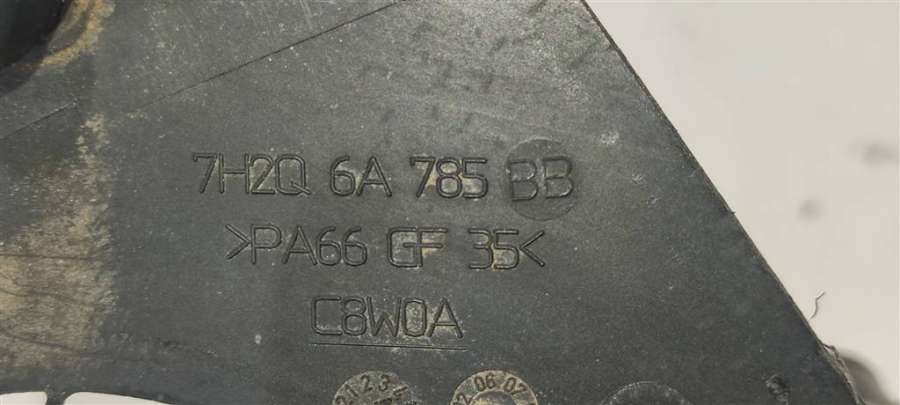 7H2Q 6A 785 BB
>PA66 GF 35<
C8W0A